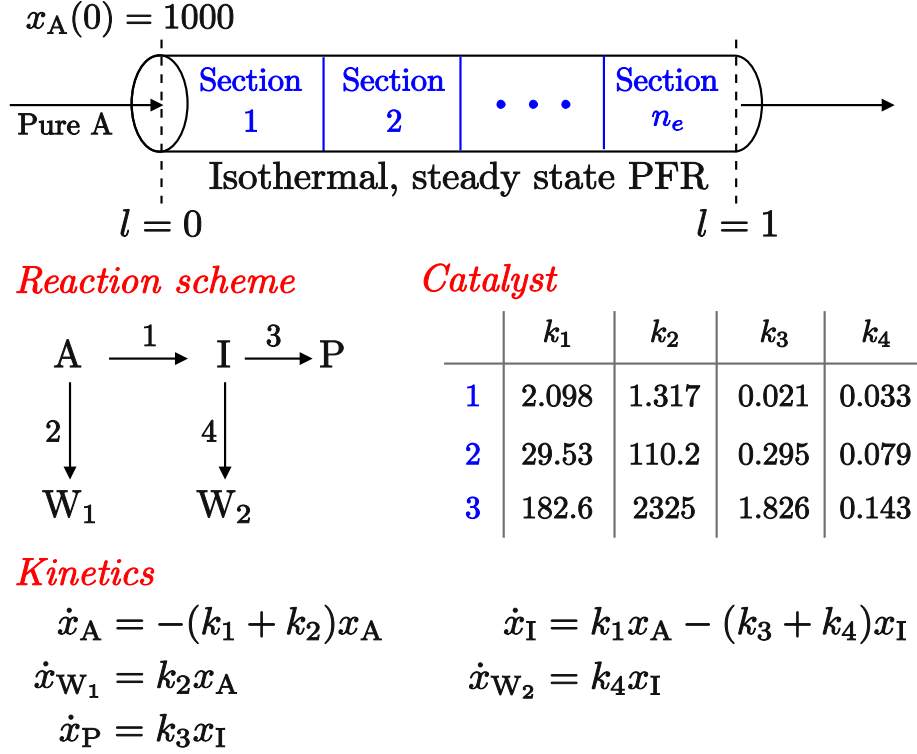 x_A(0) = 1000
Section 1
Section 2
• • •
Section n_e
Pure A
Isothermal, steady state PFR
l = 0
l = 1
Reaction scheme
A 1 I 3 P
2 4
W_1 W_2
Catalyst
k_1 k_2 k_3 k_4
1 2.098 1.317 0.021 0.033
2 29.53 110.2 0.295 0.079
3 182.6 2325 1.826 0.143
Kinetics
ẋ_A = −(k_1 + k_2)x_A
ẋ_I = k_1x_A − (k_3 + k_4)x_I
ẋ_W_1 = k_2x_A
ẋ_W_2 = k_4x_I
ẋ_P = k_3x_I